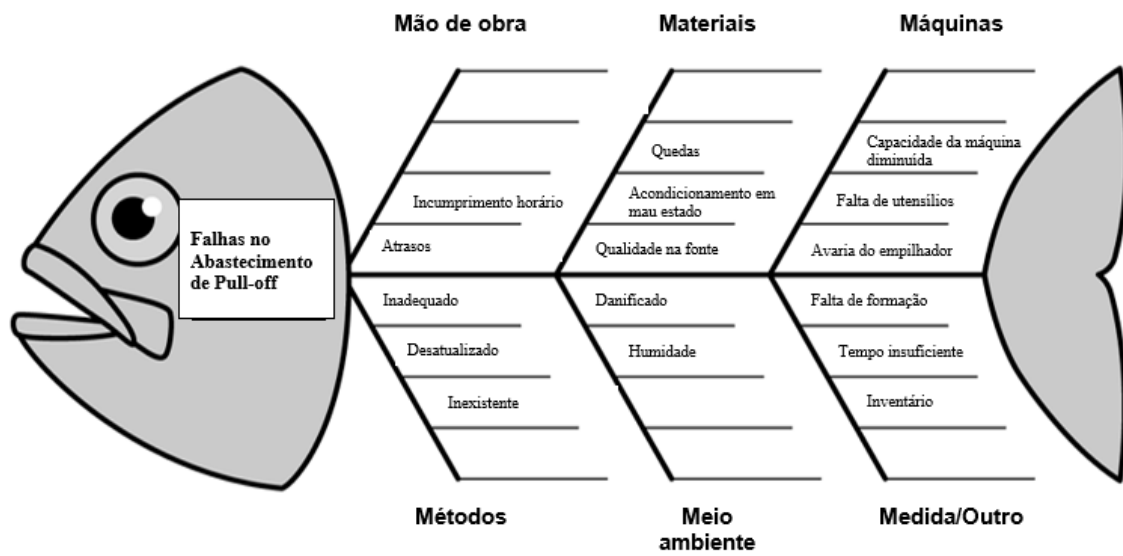 Mão de obra
Materiais
Máquinas
Quedas
Capacidade da máquina
diminuída
Incumprimento horário
Acondicionamento em
mau estado
Falta de utensílios
Atrasos
Qualidade na fonte
Avaria do empilhador
Falhas no
Abastecimento
de Pull-off
Inadequado
Danificado
Falta de formação
Desatualizado
Humidade
Tempo insuficiente
Inexistente
Inventário
Métodos
Meio
ambiente
Medida/Outro